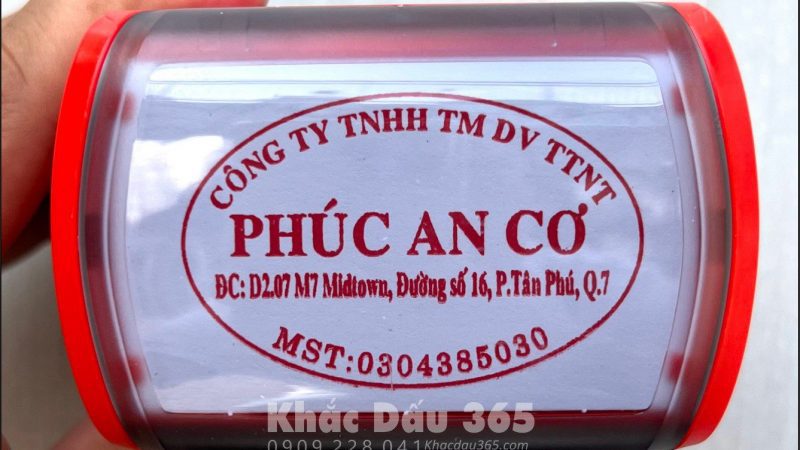 CÔNG TY TNHH TM DV TTNT
PHÚC AN CƠ
ĐC: D2.07 M7 Midtown, Đường số 16, P.Tân Phú, Q.7
MST:0304385030
Khắc Dấu 365
0909 228 041 Khacdau365.com